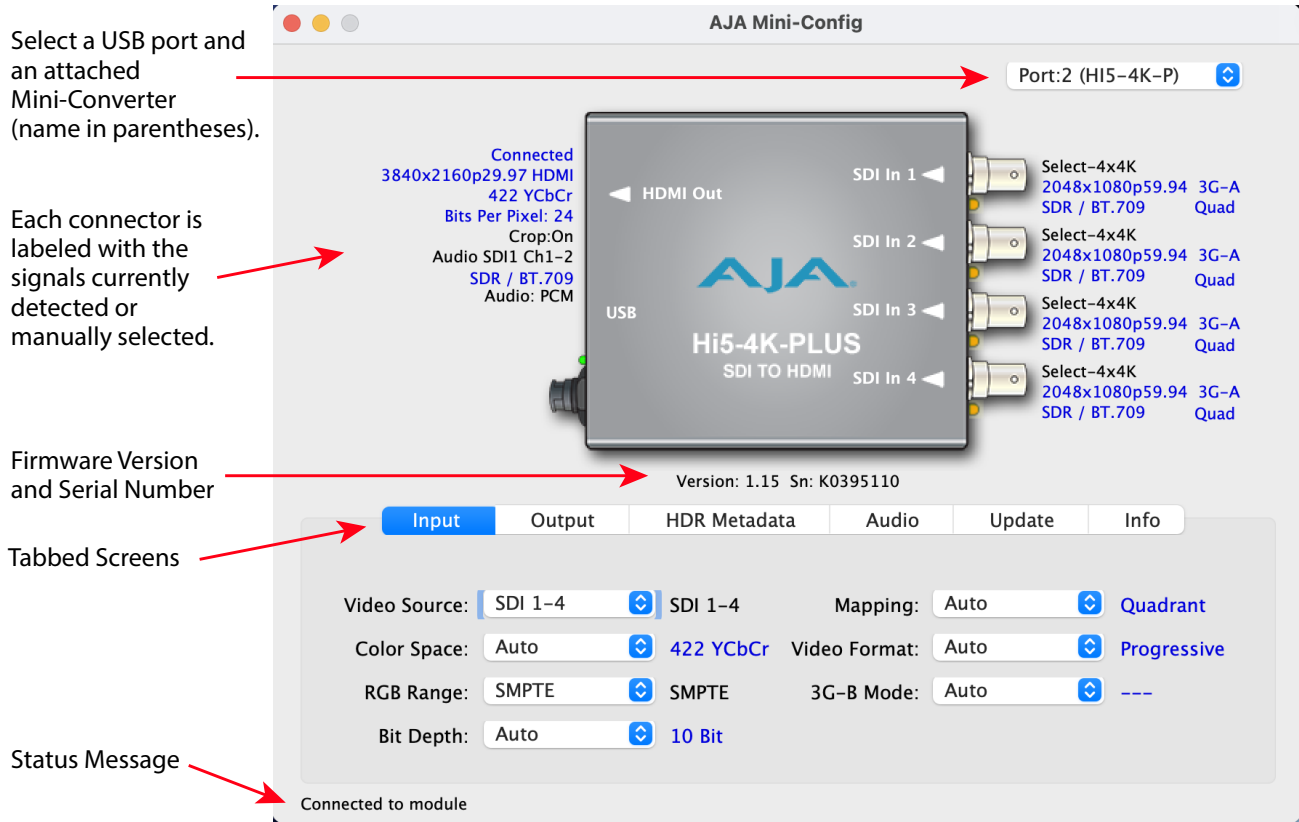 AJA Mini-Config
Select a USB port and
an attached
Mini-Converter
(name in parentheses).
Port:2 (HI5-4K-P)
Each connector is
labeled with the
signals currently
detected or
manually selected.
Connected
3840x2160p29.97 HDMI
422 YCbCr
Bits Per Pixel: 24
Crop:On
Audio SDI1 Ch1-2
SDR / BT.709
Audio: PCM
HDMI Out
USB
SDI In 1
SDI In 2
SDI In 3
SDI In 4
AJA
Hi5-4K-PLUS
SDI TO HDMI
Select-4x4K
2048x1080p59.94 3G-A
SDR / BT.709 Quad
Select-4x4K
2048x1080p59.94 3G-A
SDR / BT.709 Quad
Select-4x4K
2048x1080p59.94 3G-A
SDR / BT.709 Quad
Select-4x4K
2048x1080p59.94 3G-A
SDR / BT.709 Quad
Firmware Version
and Serial Number
Version: 1.15 Sn: K0395110
Tabbed Screens
Input Output HDR Metadata Audio Update Info
Video Source: SDI 1-4 SDI 1-4 Mapping: Auto Quadrant
Color Space: Auto 422 YCbCr Video Format: Auto Progressive
RGB Range: SMPTE SMPTE 3G-B Mode: Auto ---
Bit Depth: Auto 10 Bit
Status Message
Connected to module